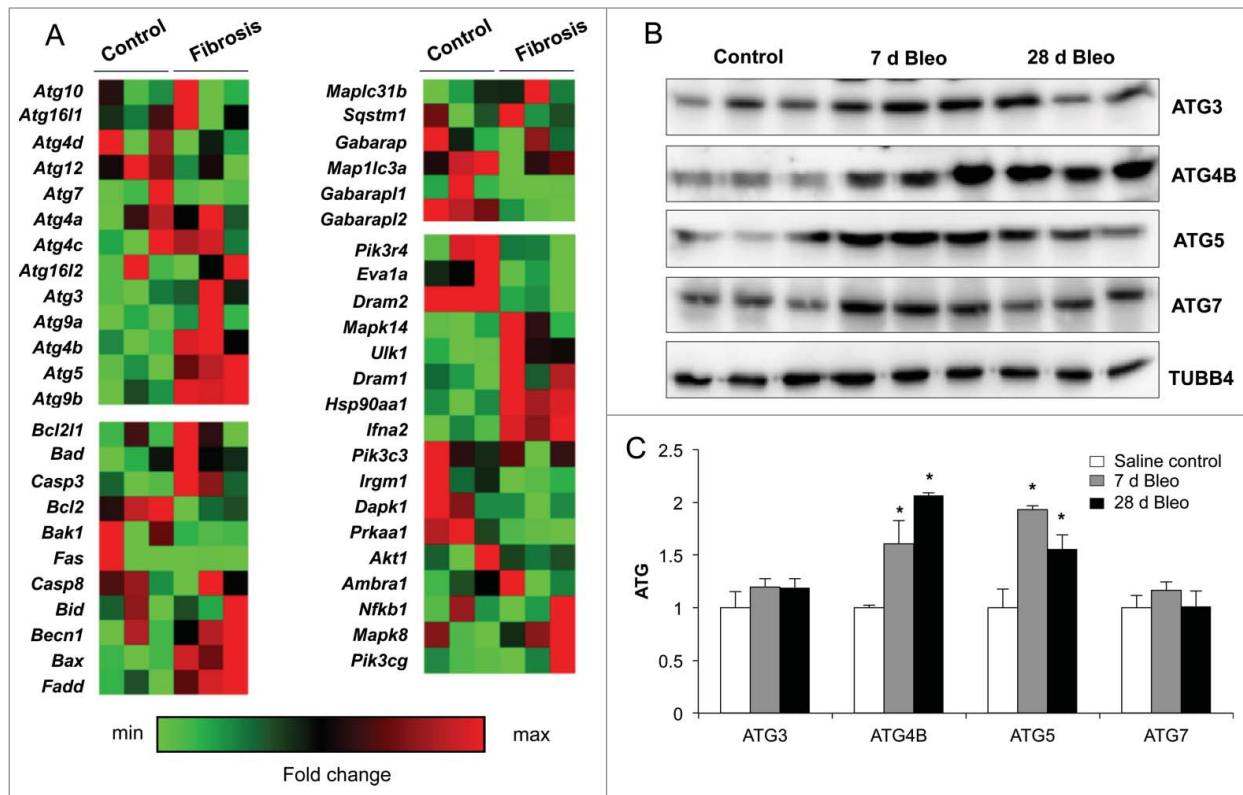 A
Control
Fibrosis
Atg10
Atg16l1
Atg4d
Atg12
Atg7
Atg4a
Atg4c
Atg16l2
Atg3
Atg9a
Atg4b
Atg5
Atg9b
Bcl2l1
Bad
Casp3
Bcl2
Bak1
Fas
Casp8
Bid
Becn1
Bax
Fadd
Control
Fibrosis
Maplc31b
Sqstm1
Gabarap
Map1lc3a
Gabarapl1
Gabarapl2
Pik3r4
Eva1a
Dram2
Mapk14
Ulk1
Dram1
Hsp90aa1
Ifna2
Pik3c3
Irgm1
Dapk1
Prkaa1
Akt1
Ambra1
Nfkb1
Mapk8
Pik3cg
min max
Fold change
B
Control 7 d Bleo 28 d Bleo
ATG3
ATG4B
ATG5
ATG7
TUBB4
C
ATG
2.5
2
1.5
1
0.5
0
Saline control
7 d Bleo
28 d Bleo
* * * *
ATG3 ATG4B ATG5 ATG7